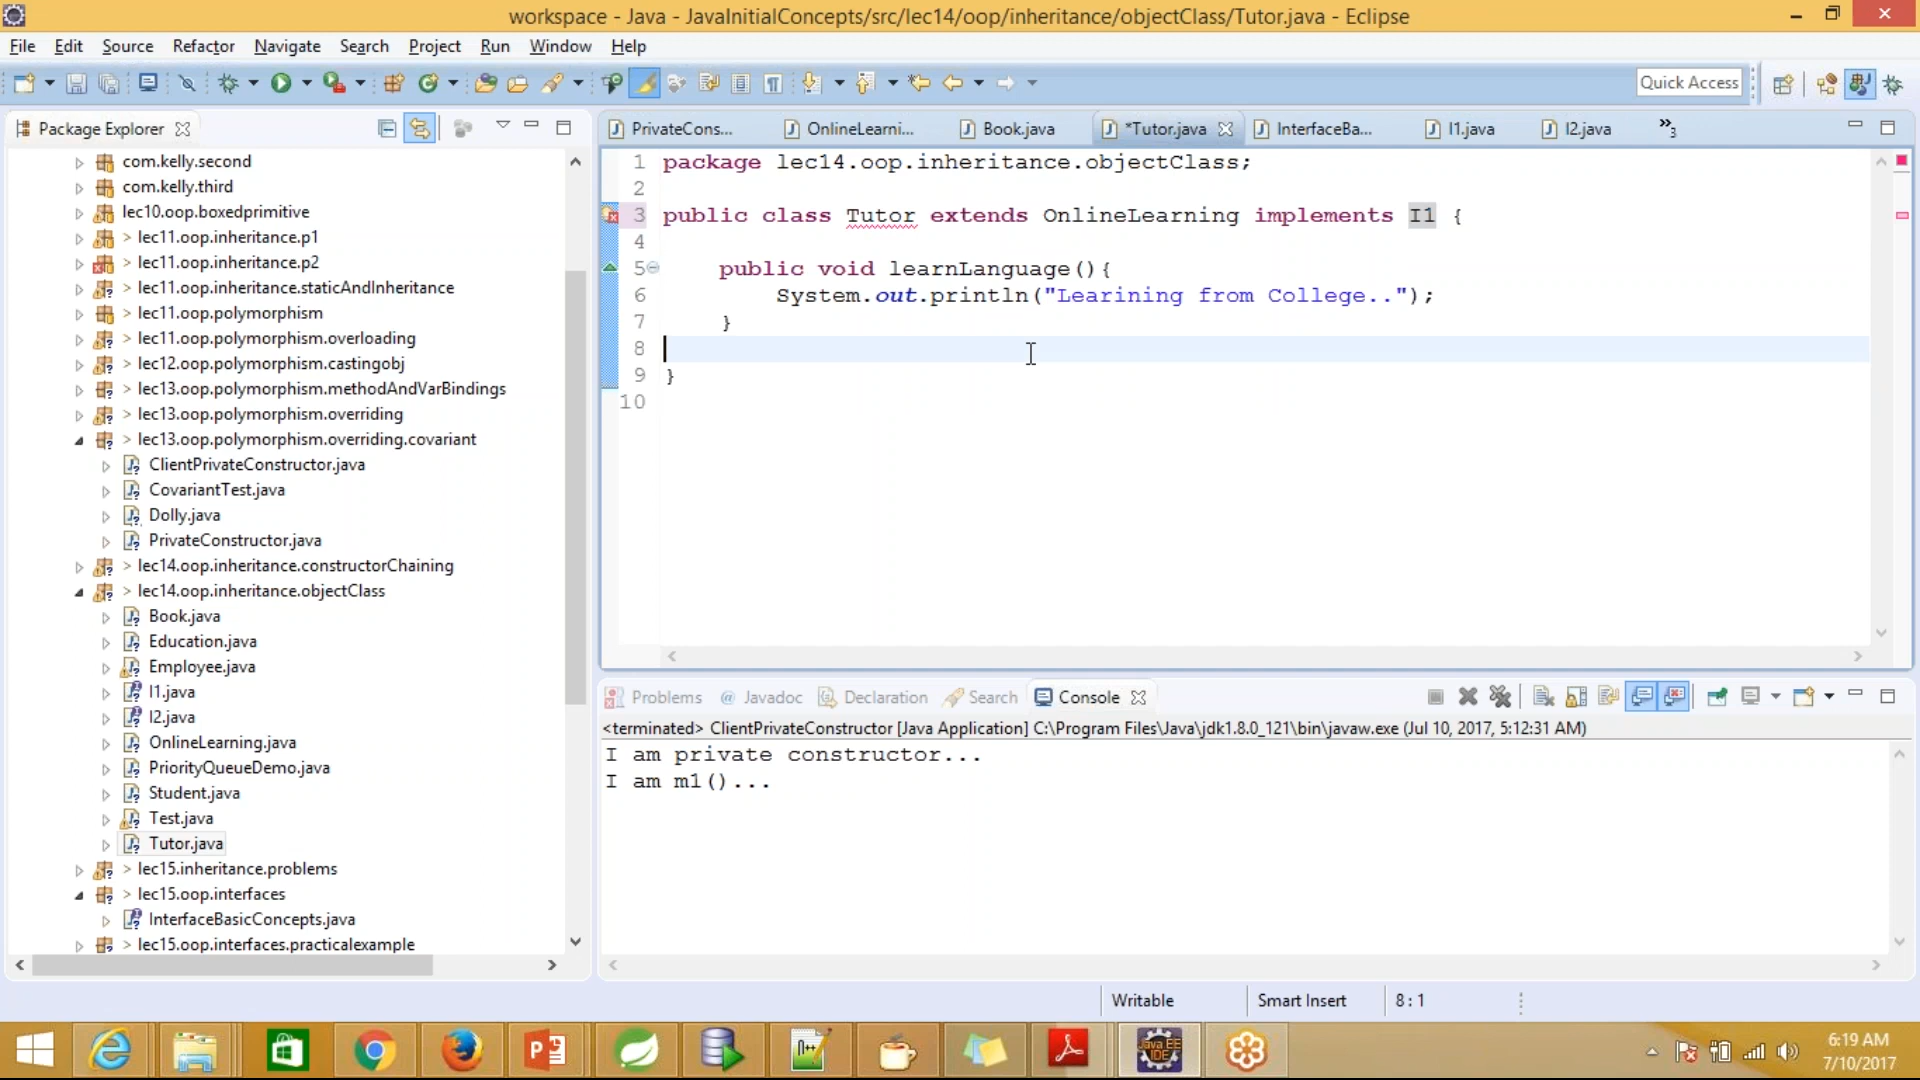 workspace - Java - JavaInitialConcepts/src/lec14/oop/inheritance/objectClass/Tutor.java - Eclipse
File Edit Source Refactor Navigate Search Project Run Window Help
Quick Access
Package Explorer
com.kelly.second
com.kelly.third
lec10.oop.boxedprimitive
> lec11.oop.inheritance.p1
> lec11.oop.inheritance.p2
> lec11.oop.inheritance.staticAndInheritance
> lec11.oop.polymorphism
> lec11.oop.polymorphism.overloading
> lec12.oop.polymorphism.castingobj
> lec13.oop.polymorphism.methodAndVarBindings
> lec13.oop.polymorphism.overriding
> lec13.oop.polymorphism.overriding.covariant
ClientPrivateConstructor.java
CovariantTest.java
Dolly.java
PrivateConstructor.java
> lec14.oop.inheritance.constructorChaining
> lec14.oop.inheritance.objectClass
Book.java
Education.java
Employee.java
I1.java
I2.java
OnlineLearning.java
PriorityQueueDemo.java
Student.java
Test.java
Tutor.java
> lec15.inheritance.problems
> lec15.oop.interfaces
InterfaceBasicConcepts.java
> lec15.oop.interfaces.practicalexample
PrivateCons... OnlineLearni... Book.java *Tutor.java InterfaceBa... I1.java I2.java »3
1 package lec14.oop.inheritance.objectClass;
2
3 public class Tutor extends OnlineLearning implements I1 {
4
5 public void learnLanguage(){
6 System.out.println("Learining from College..");
7 }
8
9 }
10
Problems @ Javadoc Declaration Search Console
<terminated> ClientPrivateConstructor [Java Application] C:\Program Files\Java\jdk1.8.0_121\bin\javaw.exe (Jul 10, 2017, 5:12:31 AM)
I am private constructor...
I am m1()...
Writable Smart Insert 8 : 1
6:19 AM
7/10/2017